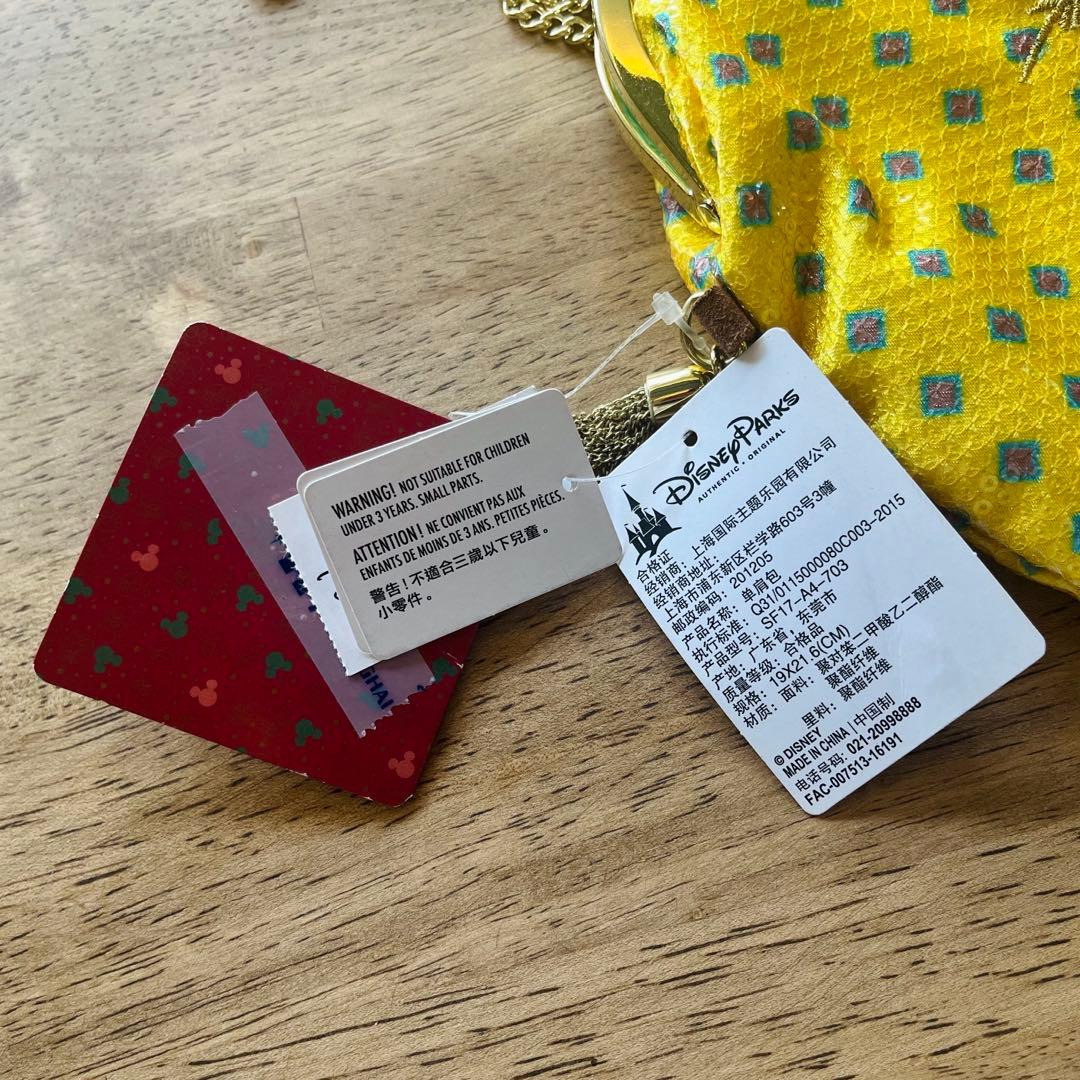 WARNING! NOT SUITABLE FOR CHILDREN
UNDER 3 YEARS. SMALL PARTS.
ATTENTION! NE CONVIENT PAS AUX
ENFANTS DE MOINS DE 3 ANS. PETITES PIÈCES.
警告！不適合三歲以下兒童。
小零件。
DISNEY PARKS
AUTHENTIC • ORIGINAL
合格证
经销商：上海国际主题乐园有限公司
经销商地址：
上海市浦东新区栏学路603号3幢
邮政编码：201205
产品名称：单肩包
执行标准：Q31/0115000080C003-2015
产品型号：SF17-A4-703
产地：广东省，东莞市
质量等级：合格品
规格：19X21.6(CM)
材质：面料：聚对苯二甲酸乙二醇酯
聚酯纤维
里料：聚酯纤维
© DISNEY
MADE IN CHINA | 中国制
电话号码: 021-20998888
FAC-007513-16191